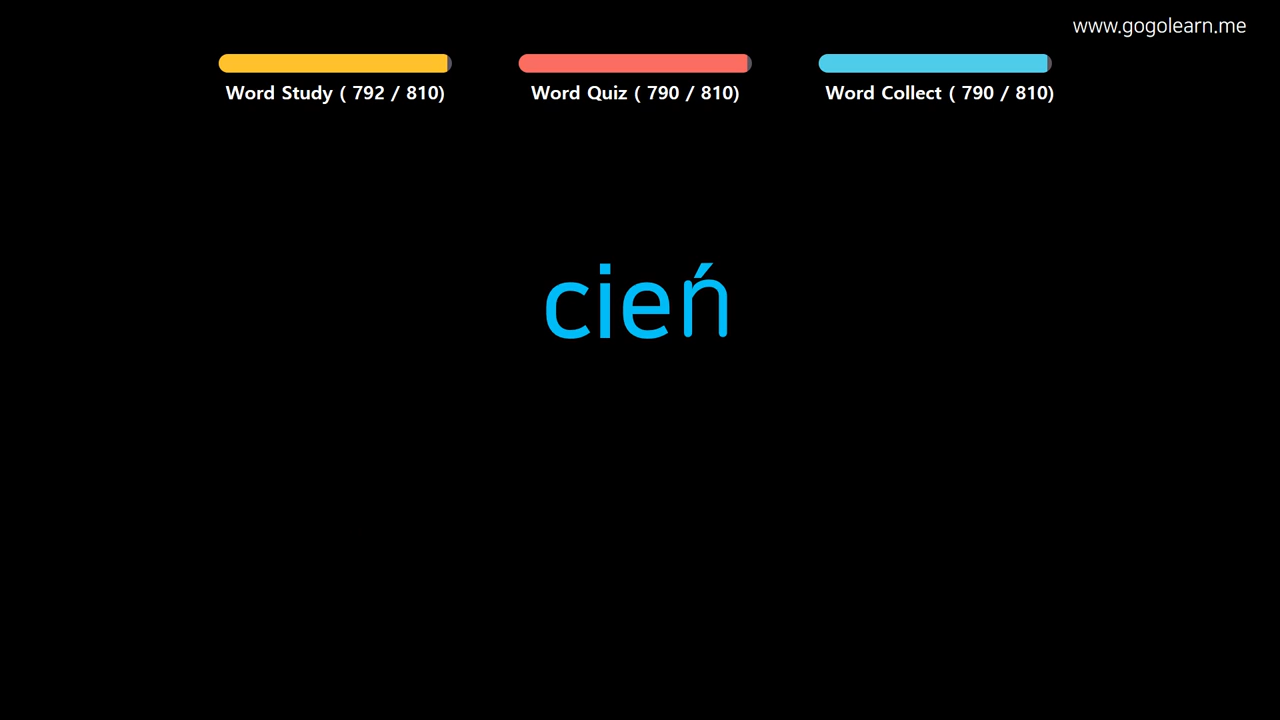 www.gogolearn.me
Word Study ( 792 / 810)
Word Quiz ( 790 / 810)
Word Collect ( 790 / 810)
cień